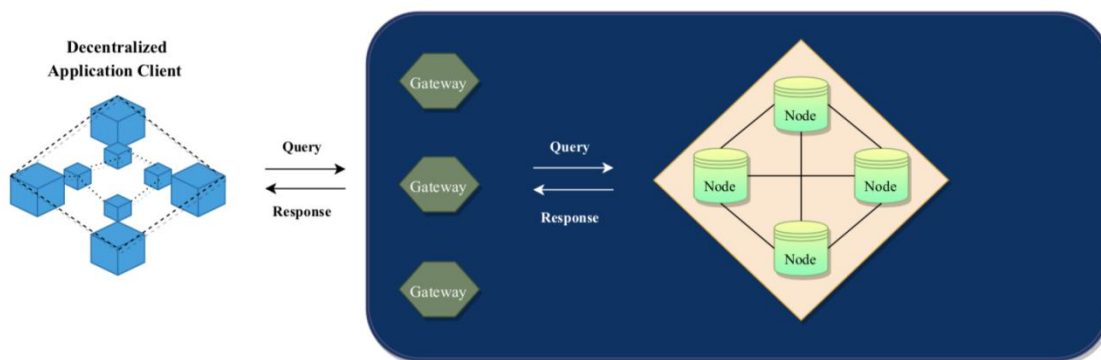 Decentralized
Application Client
Query
Response
Gateway
Gateway
Gateway
Query
Response
Node
Node
Node
Node